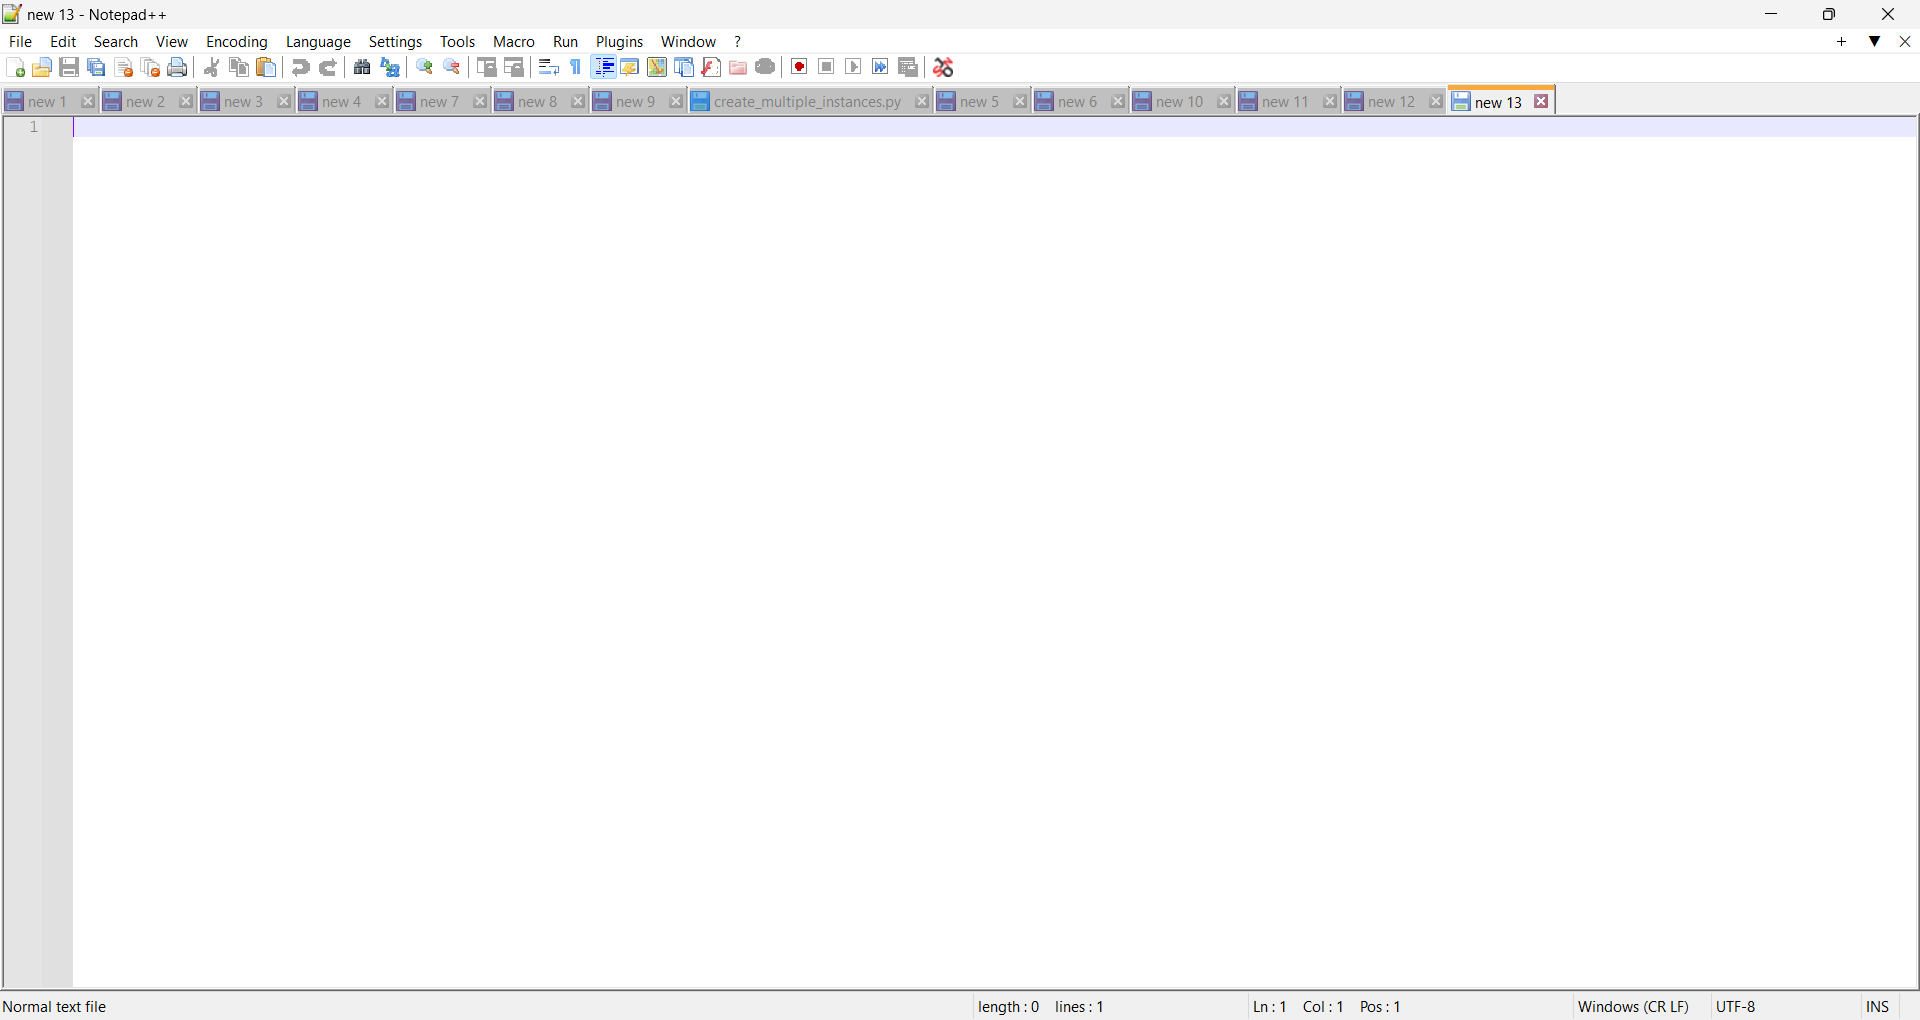 new 13 - Notepad++
File Edit Search View Encoding Language Settings Tools Macro Run Plugins Window ?
new 1 new 2 new 3 new 4 new 7 new 8 new 9 create_multiple_instances.py new 5 new 6 new 10 new 11 new 12 new 13
1
Normal text file length : 0 lines : 1 Ln : 1 Col : 1 Pos : 1 Windows (CR LF) UTF-8 INS